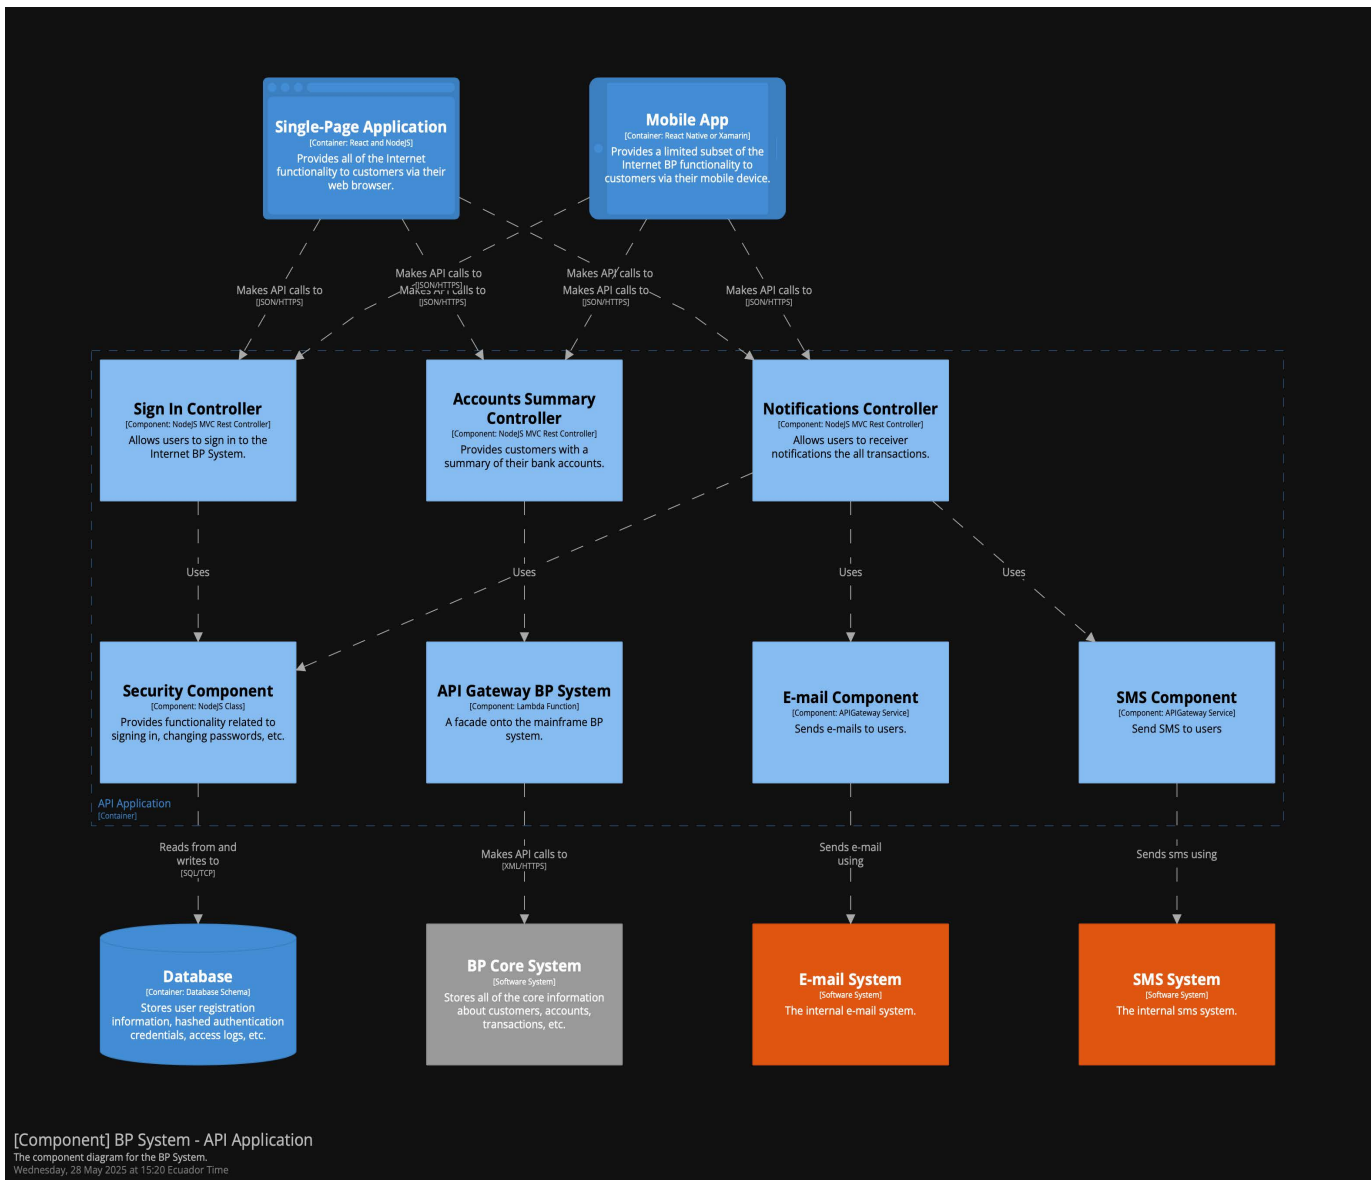 Single-Page Application
[Container: React and NodeJS]
Provides all of the Internet
functionality to customers via their
web browser.
Mobile App
[Container: React Native or Xamarin]
Provides a limited subset of the
Internet BP functionality to
customers via their mobile device.
Makes API calls to
[JSON/HTTPS]
Makes API calls to
[JSON/HTTPS]
Makes API calls to
[JSON/HTTPS]
Makes API calls to
Makes API calls to
[JSON/HTTPS]
Makes API calls to
[JSON/HTTPS]
Sign In Controller
[Component: NodeJS MVC Rest Controller]
Allows users to sign in to the
Internet BP System.
Accounts Summary
Controller
[Component: NodeJS MVC Rest Controller]
Provides customers with a
summary of their bank accounts.
Notifications Controller
[Component: NodeJS MVC Rest Controller]
Allows users to receiver
notifications the all transactions.
Uses
Uses
Uses
Uses
Security Component
[Component: NodeJS Class]
Provides functionality related to
signing in, changing passwords, etc.
API Gateway BP System
[Component: Lambda Function]
A facade onto the mainframe BP
system.
E-mail Component
[Component: APIGateway Service]
Sends e-mails to users.
SMS Component
[Component: APIGateway Service]
Send SMS to users
API Application
[Container]
Reads from and
writes to
[SQL/TCP]
Makes API calls to
[XML/HTTPS]
Sends e-mail
using
Sends sms using
Database
[Container: Database Schema]
Stores user registration
information, hashed authentication
credentials, access logs, etc.
BP Core System
[Software System]
Stores all of the core information
about customers, accounts,
transactions, etc.
E-mail System
[Software System]
The internal e-mail system.
SMS System
[Software System]
The internal sms system.
[Component] BP System - API Application
The component diagram for the BP System.
Wednesday, 28 May 2025 at 15:20 Ecuador Time